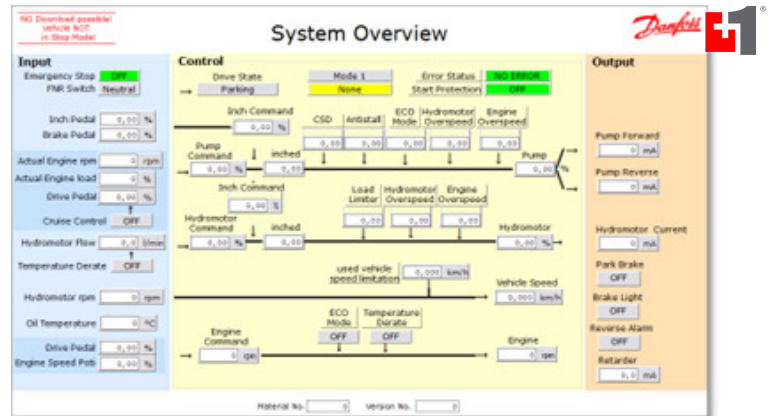 NO Download possible!
Vehicle NOT
in Stop Mode!
System Overview
Danfoss
Input
Emergency Stop OFF
FNR Switch Neutral
Inch Pedal 0,00 %
Brake Pedal 0,00 %
Actual Engine rpm 0 rpm
Actual Engine load 0 %
Drive Pedal 0,00 %
Cruise Control OFF
Hydromotor Flow 0,0 l/min
Temperature Derate OFF
Hydromotor rpm 0 rpm
Oil Temperature 0 °C
Drive Pedal 0,00 %
Engine Speed Poti 0,00 %
Control
Drive State Mode 1 Error Status NO ERROR
Parking None Start Protection OFF
Inch Command
0,00 %
CSD Antistall ECO Mode Hydromotor Overspeed Engine Overspeed
0,00 0,00 0,00 0,00 0,00
Pump Command inched Pump
0,00 % 0,00 0,00 %
Inch Command
0,00 %
Load Limiter Hydromotor Overspeed Engine Overspeed
0,00 0,00 0,00
Hydromotor Command inched Hydromotor
0,00 % 0,00 0,00 %
used vehicle speed limitation 0,000 km/h
Vehicle Speed
0,000 km/h
ECO Mode Temperature Derate
OFF OFF
Engine Command Engine
0 rpm 0 rpm
Output
Pump Forward
0 mA
Pump Reverse
0 mA
Hydromotor Current
0 mA
Park Brake
OFF
Brake Light
OFF
Reverse Alarm
OFF
Retarder
0,0 mA
Material No. 0 Version No. 0